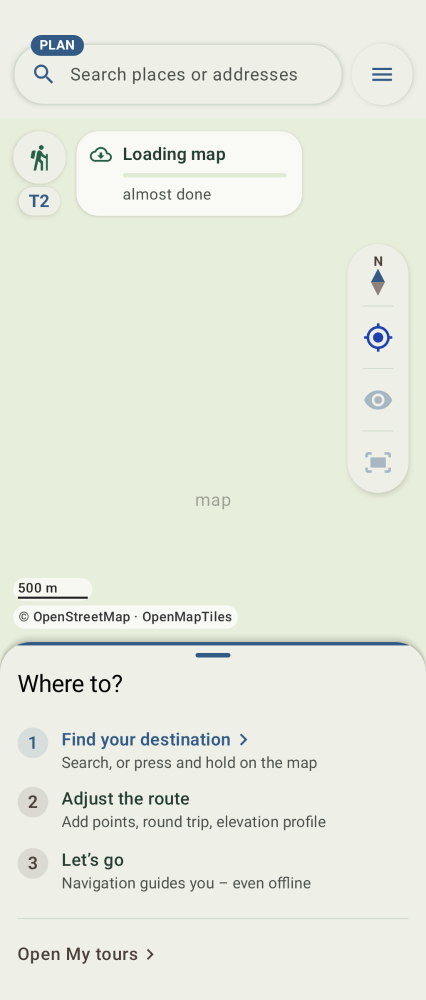 PLAN
Search places or addresses
Loading map
almost done
T2
N
map
500 m
© OpenStreetMap · OpenMapTiles
Where to?
1
Find your destination
Search, or press and hold on the map
2
Adjust the route
Add points, round trip, elevation profile
3
Let’s go
Navigation guides you – even offline
Open My tours